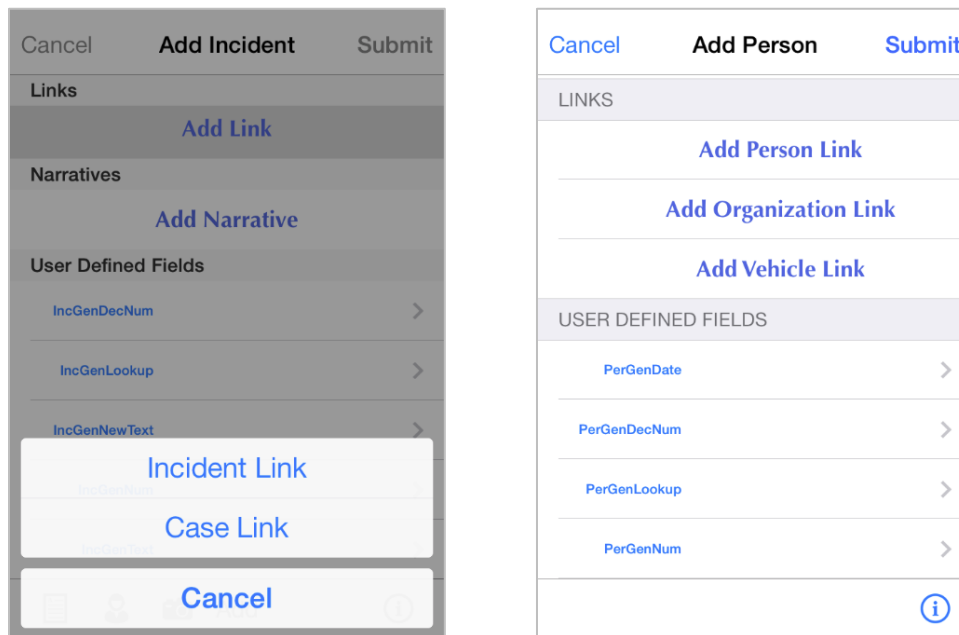 Cancel Add Incident Submit
Links
Add Link
Narratives
Add Narrative
User Defined Fields
IncGenDecNum
IncGenLookup
IncGenNewText
IncGenNum
Incident Link
Case Link
IncGenText
Cancel
Cancel Add Person Submit
LINKS
Add Person Link
Add Organization Link
Add Vehicle Link
USER DEFINED FIELDS
PerGenDate
PerGenDecNum
PerGenLookup
PerGenNum